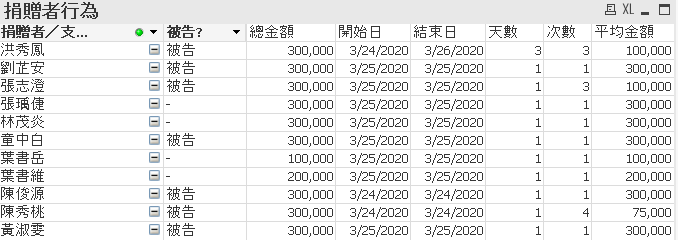 捐贈者行為 XL
捐贈者／支... 被告? 總金額 開始日 結束日 天數 次數 平均金額
洪秀鳳 被告 300,000 3/24/2020 3/26/2020 3 3 100,000
劉芷安 被告 300,000 3/25/2020 3/25/2020 1 1 300,000
張志澄 被告 300,000 3/25/2020 3/25/2020 1 3 100,000
張瑀倢 - 300,000 3/25/2020 3/25/2020 1 1 300,000
林茂炎 - 300,000 3/25/2020 3/25/2020 1 1 300,000
童中白 被告 300,000 3/25/2020 3/25/2020 1 1 300,000
葉書岳 - 100,000 3/25/2020 3/25/2020 1 1 100,000
葉書維 - 200,000 3/25/2020 3/25/2020 1 1 200,000
陳俊源 被告 300,000 3/24/2020 3/24/2020 1 1 300,000
陳秀桃 被告 300,000 3/24/2020 3/24/2020 1 4 75,000
黃淑雯 被告 300,000 3/25/2020 3/25/2020 1 1 300,000